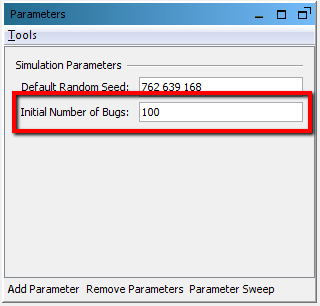 Parameters
Tools
Simulation Parameters
Default Random Seed: 762 639 168
Initial Number of Bugs: 100
Add Parameter Remove Parameters Parameter Sweep